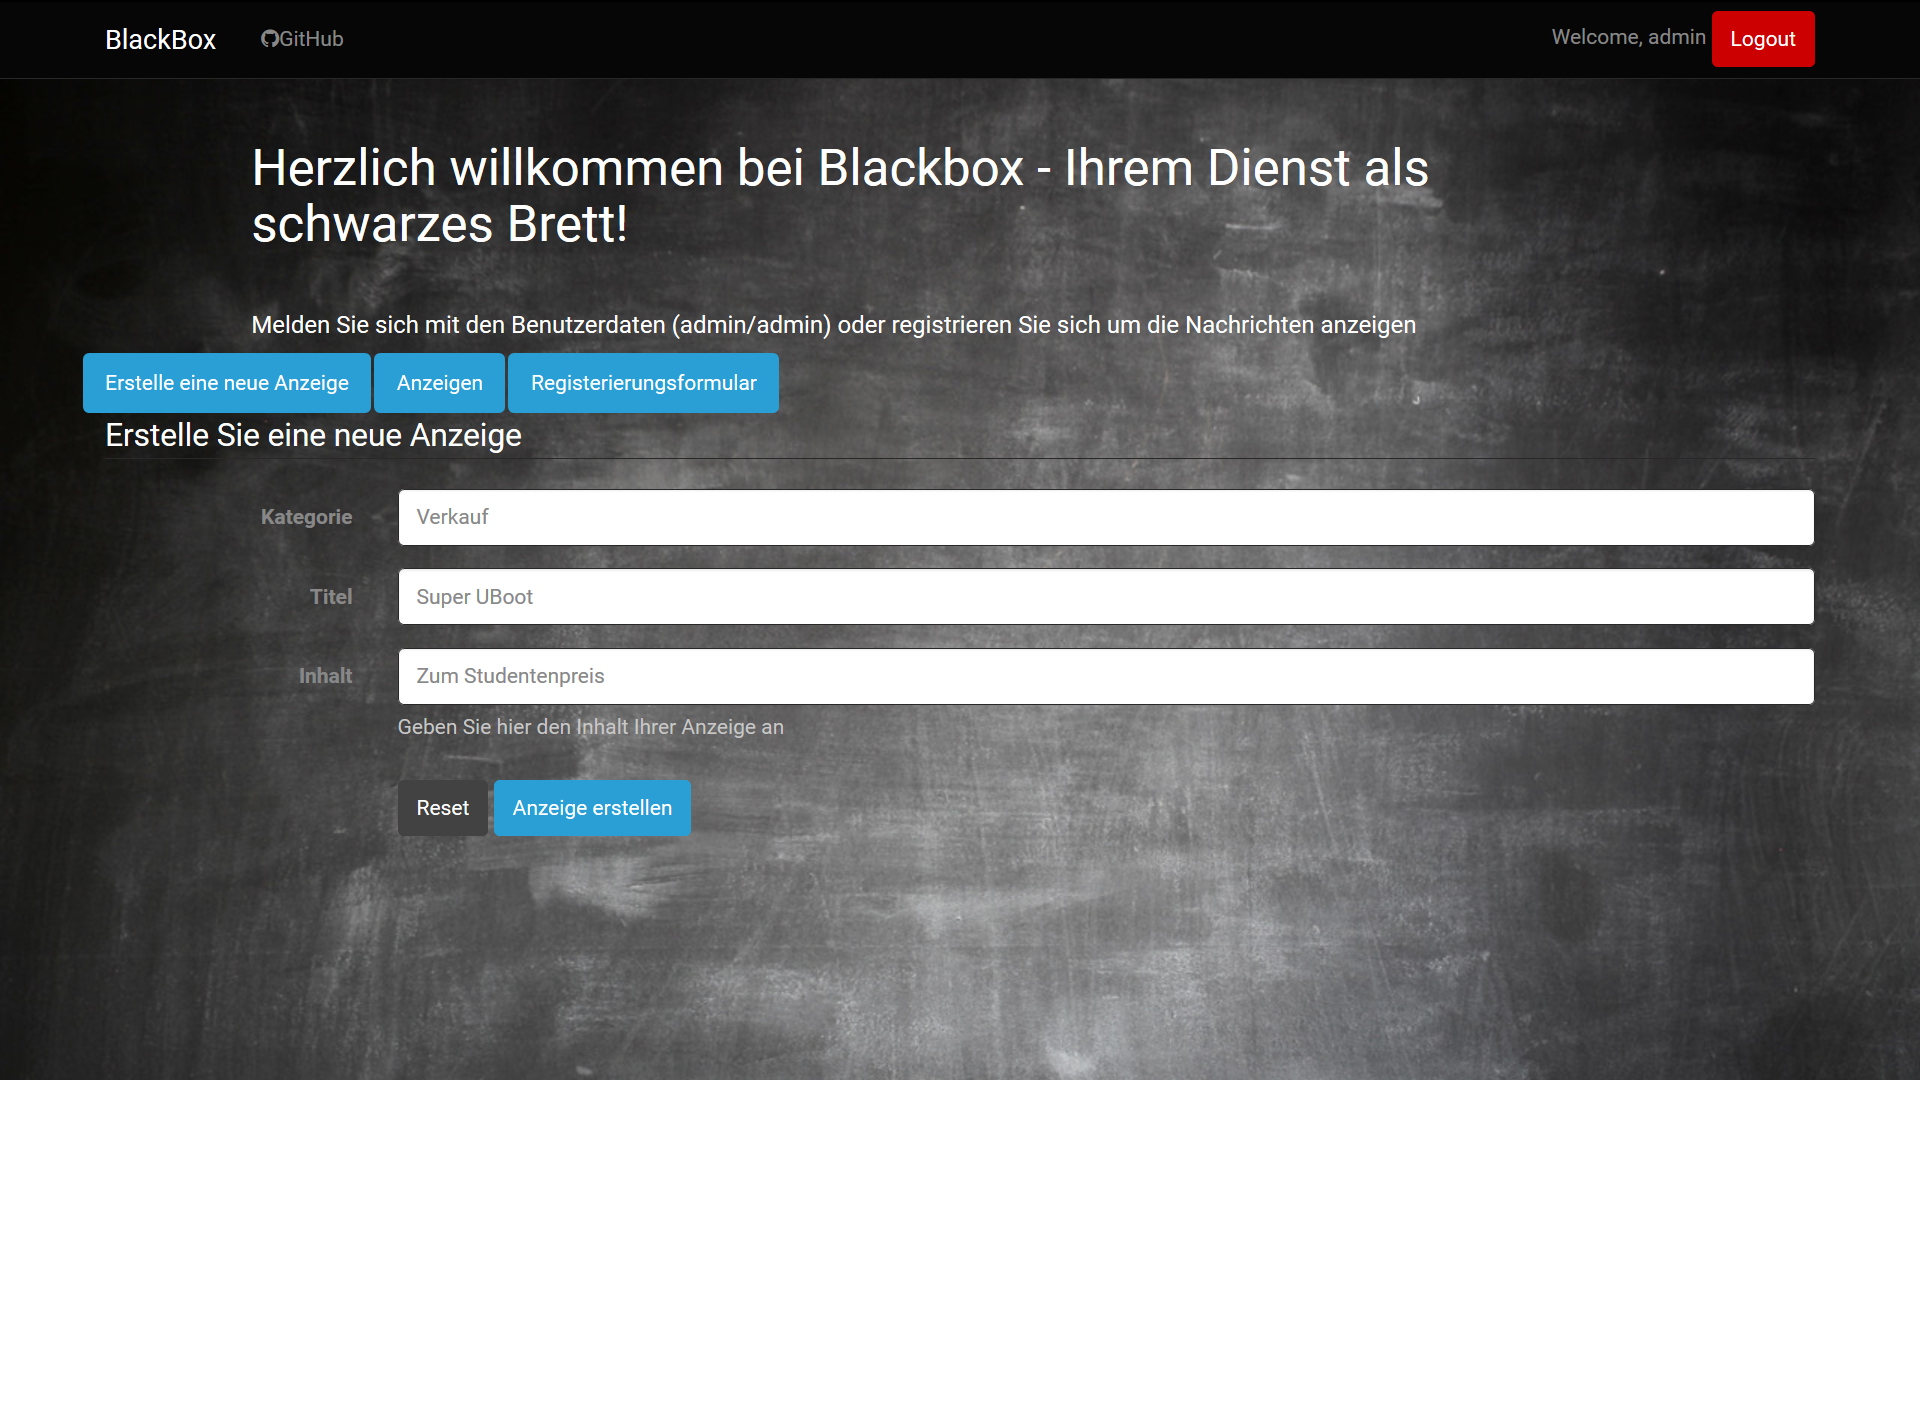 BlackBox GitHub Welcome, admin Logout
Herzlich willkommen bei Blackbox - Ihrem Dienst als
schwarzes Brett!
Melden Sie sich mit den Benutzerdaten (admin/admin) oder registrieren Sie sich um die Nachrichten anzeigen
Erstelle eine neue Anzeige Anzeigen Registerierungsformular
Erstelle Sie eine neue Anzeige
Kategorie Verkauf
Titel Super UBoot
Inhalt Zum Studentenpreis
Geben Sie hier den Inhalt Ihrer Anzeige an
Reset Anzeige erstellen